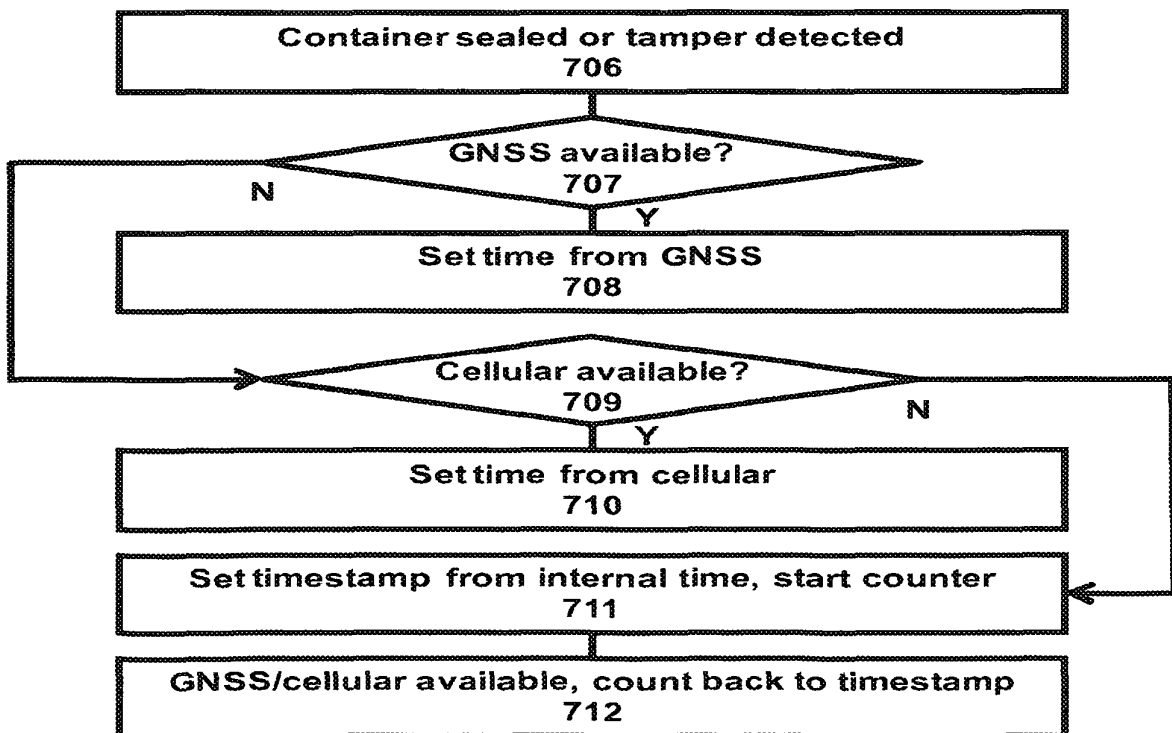 Container sealed or tamper detected
706
GNSS available?
707
N
Y
Set time from GNSS
708
Cellular available?
709
N
Y
Set time from cellular
710
Set timestamp from internal time, start counter
711
GNSS/cellular available, count back to timestamp
712